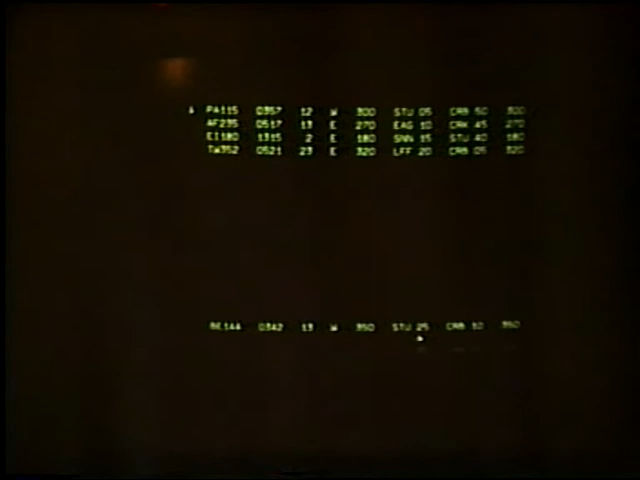 PA115 0357 12 W 300 STU 05 CRB 50 300
AF235 0517 13 E 270 EAG 10 CRK 45 270
EI180 1315 2 E 180 SNN 15 STU 40 180
TW352 0521 23 E 320 LFF 20 CRB 05 320
BE144 0342 13 W 350 STU 25 CRB 10 350